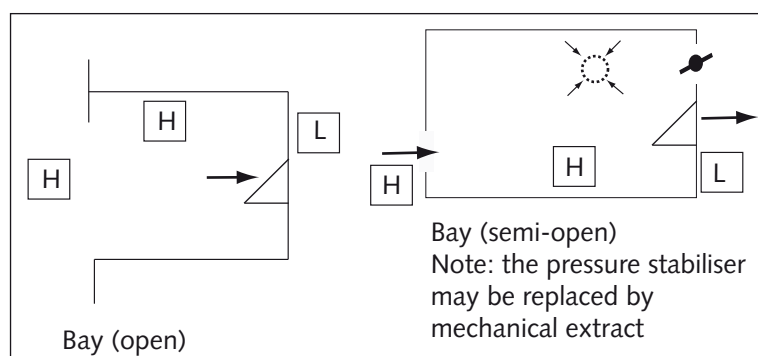 H
H
L
Bay (open)
H
H
L
Bay (semi-open)
Note: the pressure stabiliser
may be replaced by
mechanical extract